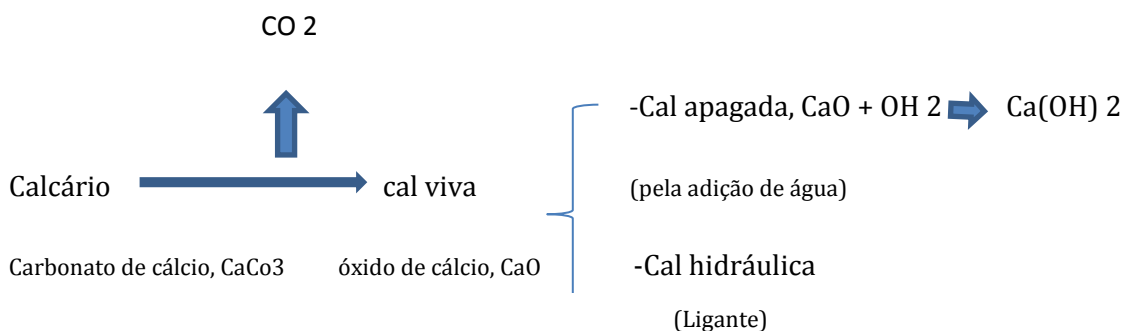 CO 2
-Cal apagada, CaO + OH 2 Ca(OH) 2
Calcário cal viva
(pela adição de água)
Carbonato de cálcio, CaCo3 óxido de cálcio, CaO
-Cal hidráulica
(Ligante)